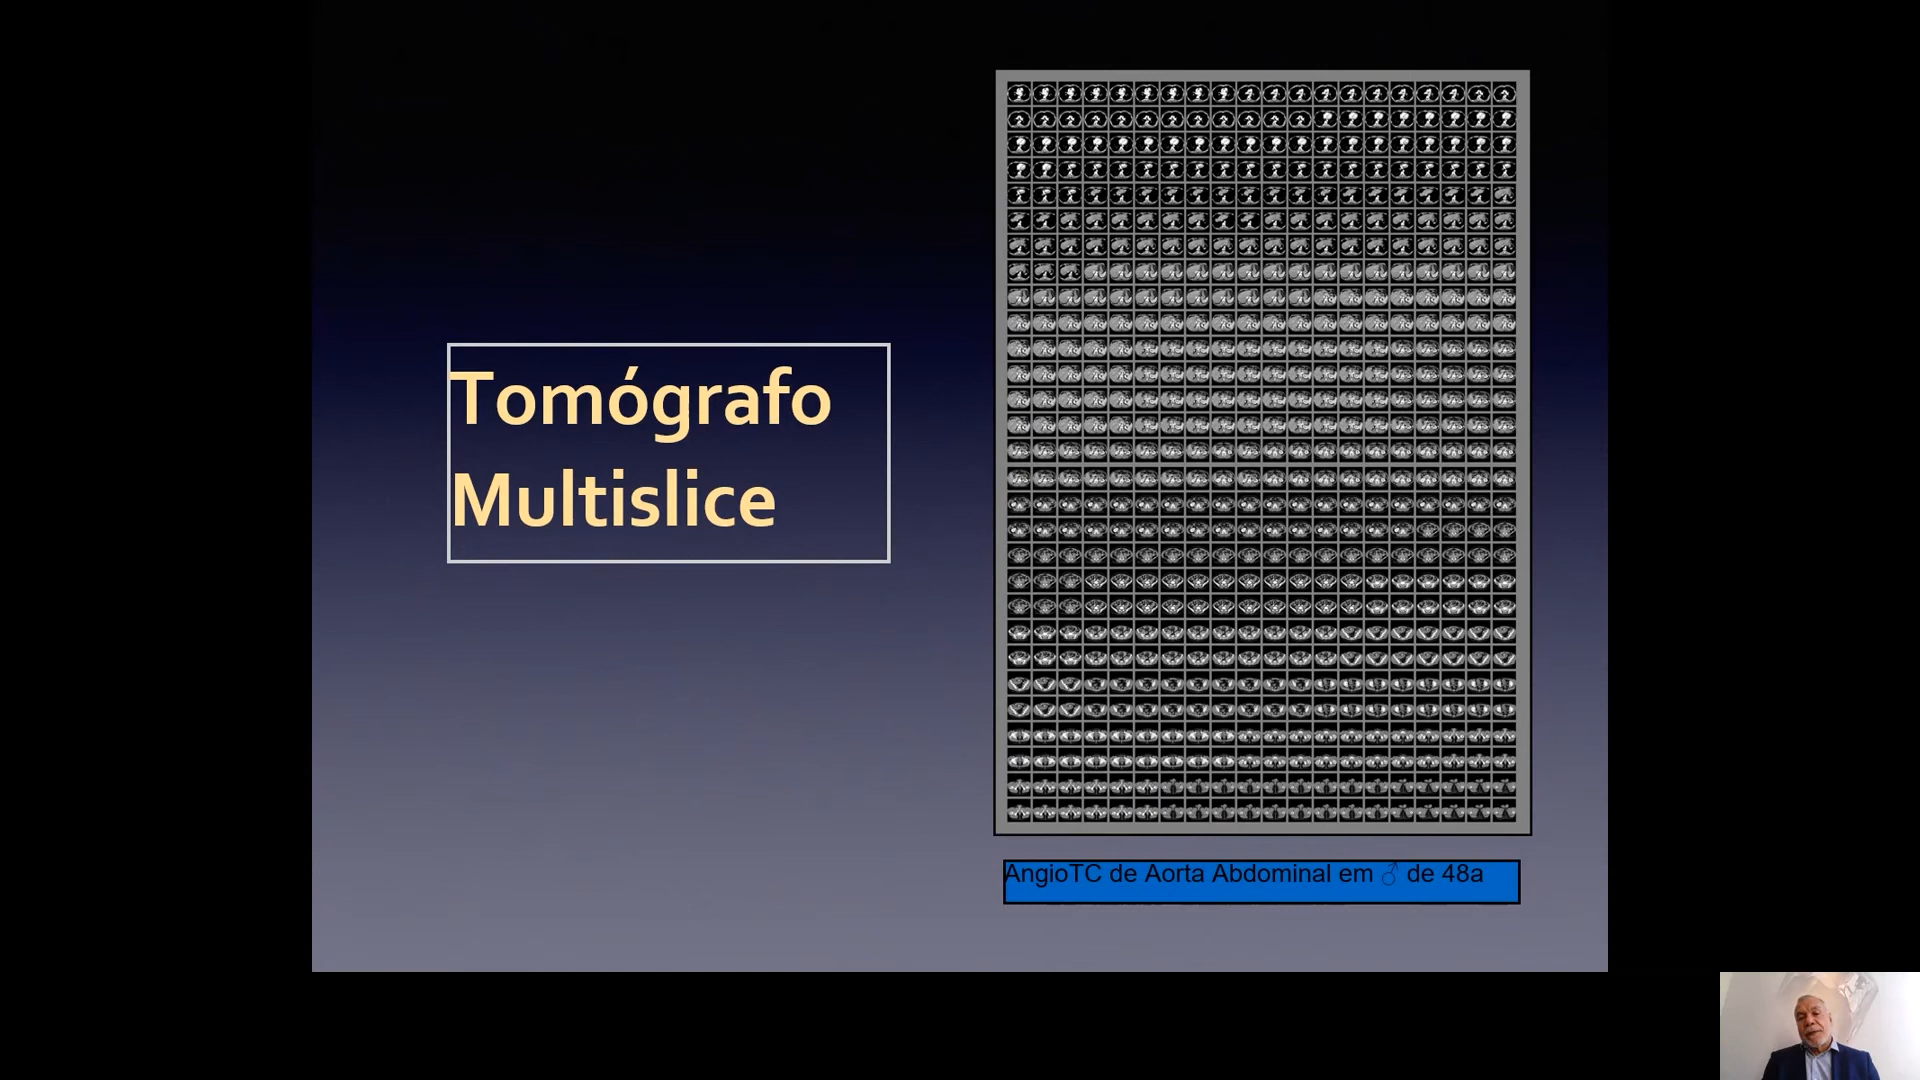 Tomógrafo
Multislice
AngioTC de Aorta Abdominal em ♂ de 48a